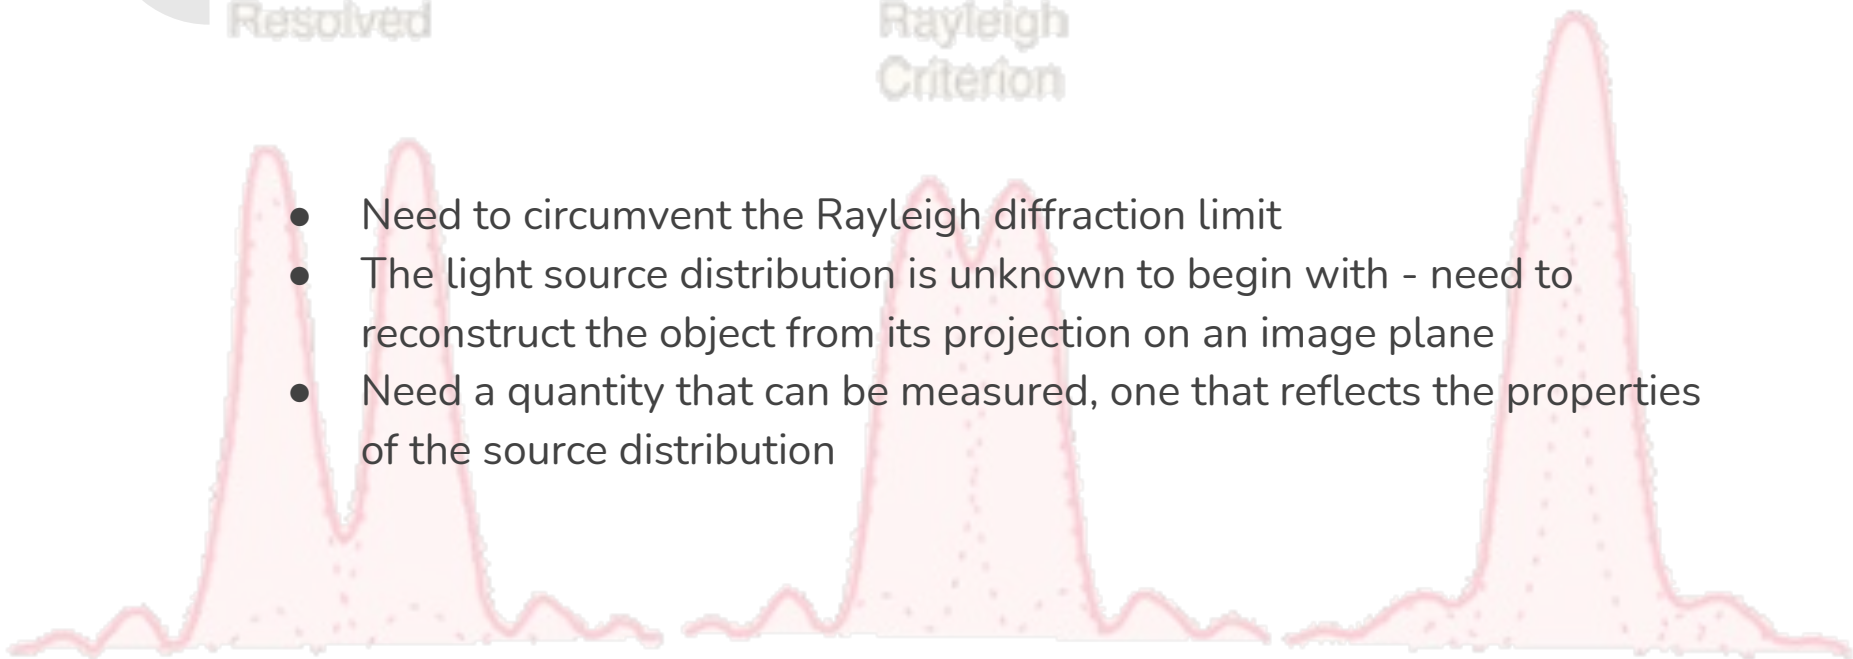 Resolved
Rayleigh
Criterion
● Need to circumvent the Rayleigh diffraction limit
● The light source distribution is unknown to begin with - need to
reconstruct the object from its projection on an image plane
● Need a quantity that can be measured, one that reflects the properties
of the source distribution